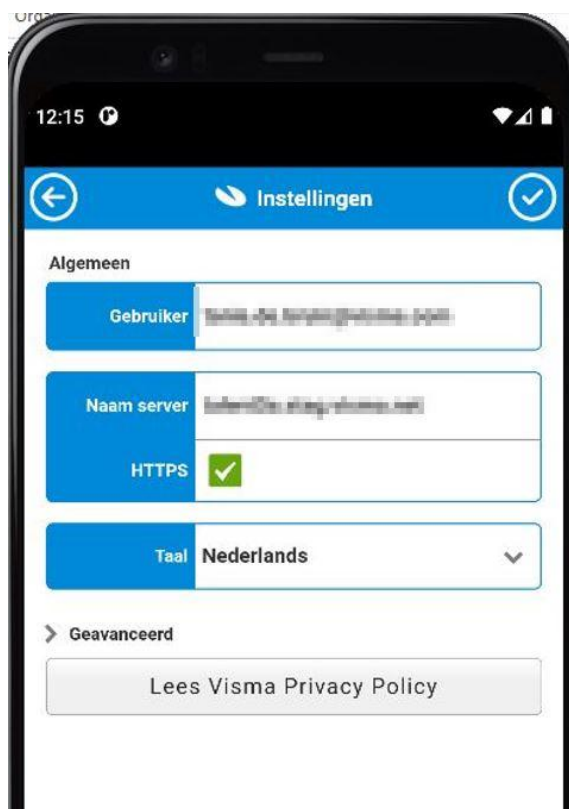 12:15
Instellingen
Algemeen
Gebruiker
Naam server
HTTPS
Taal Nederlands
Geavanceerd
Lees Visma Privacy Policy